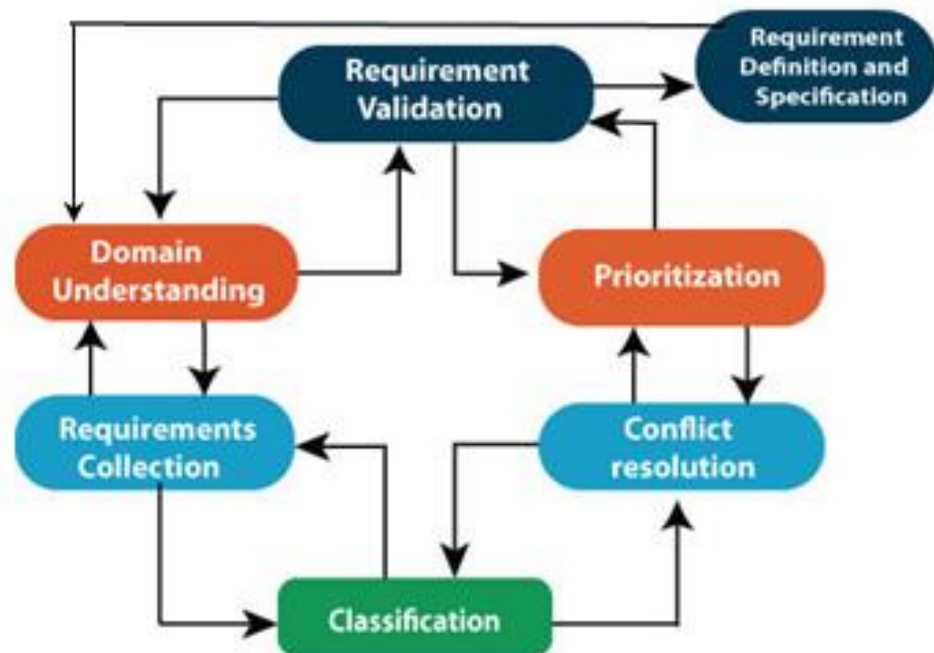 Requirement
Definition and
Specification
Requirement
Validation
Domain
Understanding
Prioritization
Requirements
Collection
Conflict
resolution
Classification